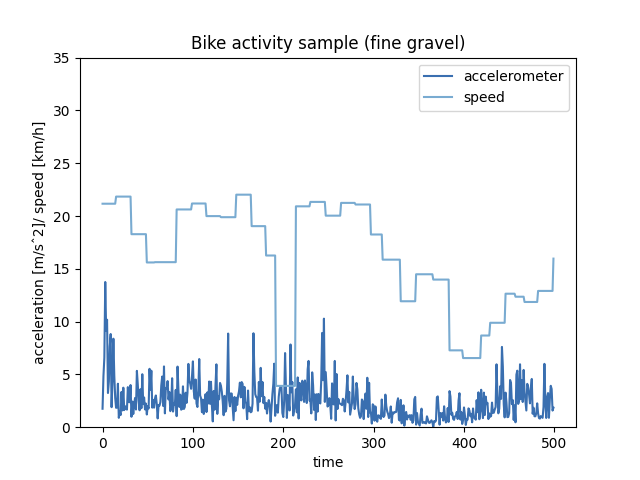 Bike activity sample (fine gravel)
accelerometer
speed
35
30
25
20
15
10
5
0
acceleration [m/s^2]/ speed [km/h]
0 100 200 300 400 500
time